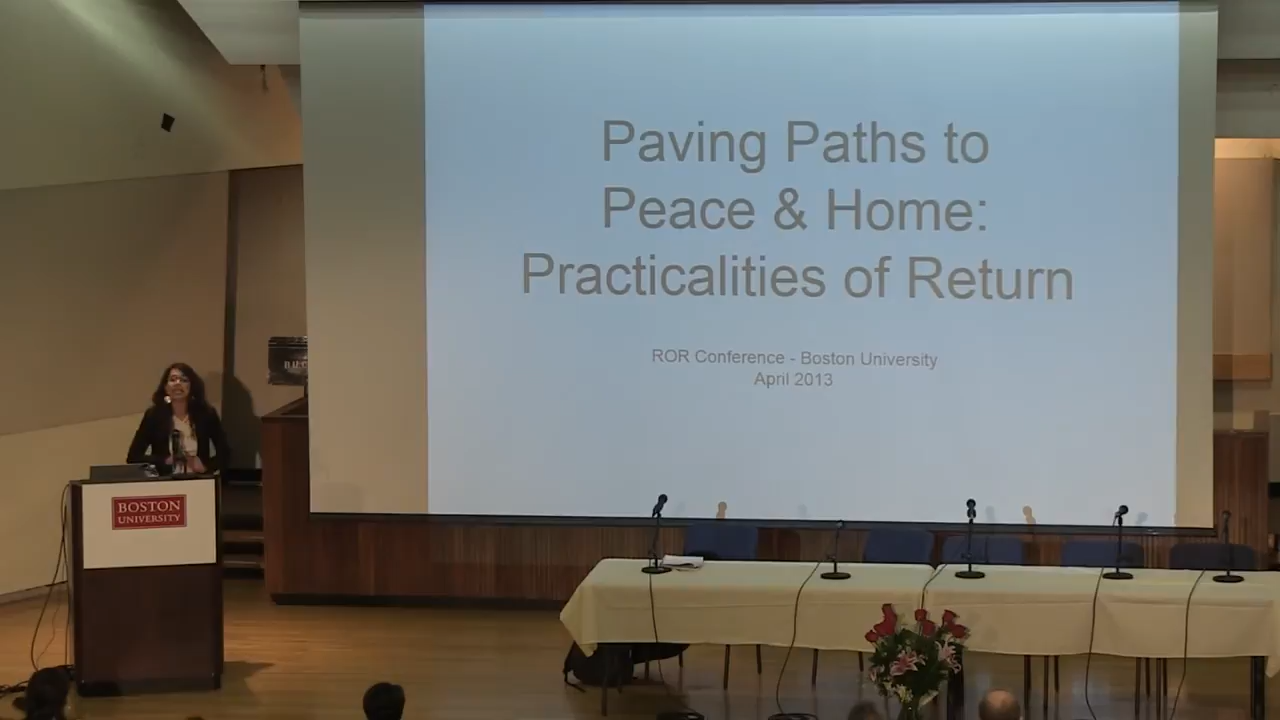 Paving Paths to
Peace & Home:
Practicalities of Return
ROR Conference - Boston University
April 2013
BOSTON
UNIVERSITY